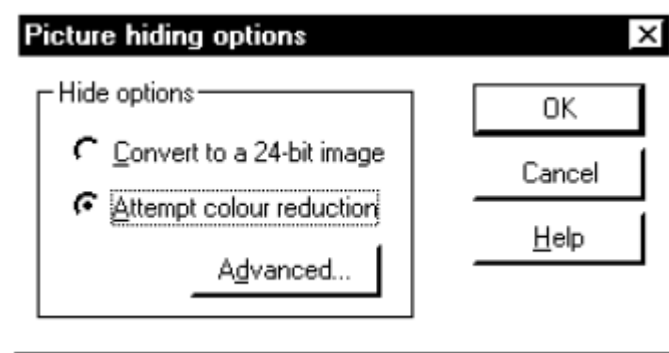 Picture hiding options
Hide options
Convert to a 24-bit image
Attempt colour reduction
Advanced...
OK
Cancel
Help